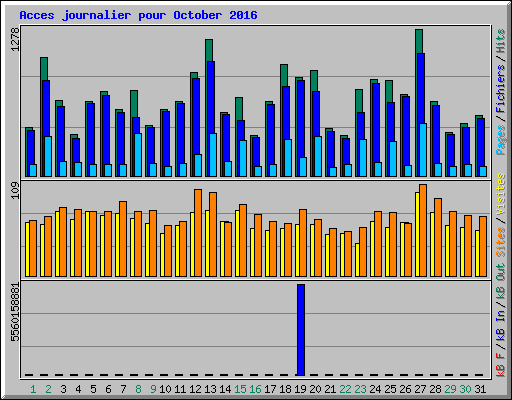 Acces journalier pour October 2016
1278
Pages / Fichiers / Hits
109
Sites / Visites
5560158881
kB F / kB In / kB Out
1 2 3 4 5 6 7 8 9 10 11 12 13 14 15 16 17 18 19 20 21 22 23 24 25 26 27 28 29 30 31